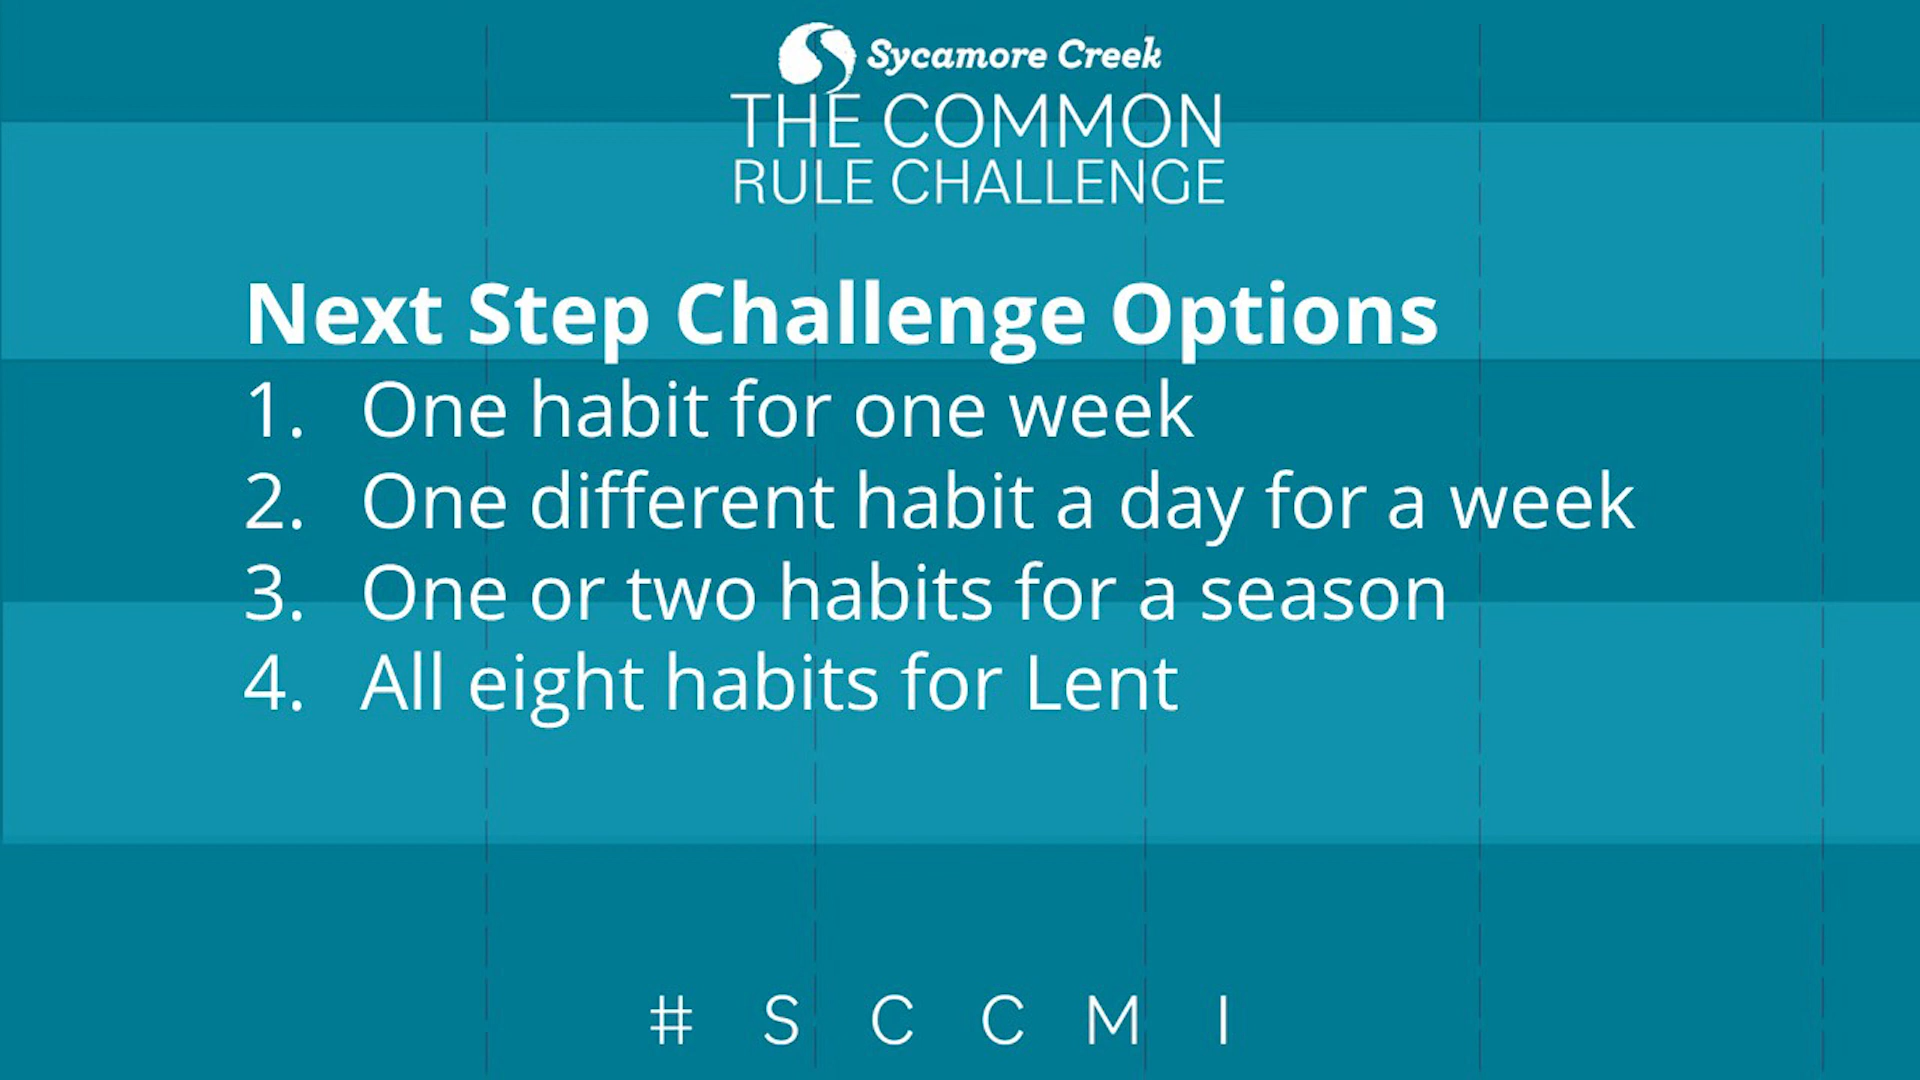 Sycamore Creek
THE COMMON
RULE CHALLENGE
Next Step Challenge Options
1. One habit for one week
2. One different habit a day for a week
3. One or two habits for a season
4. All eight habits for Lent
# S C C M I